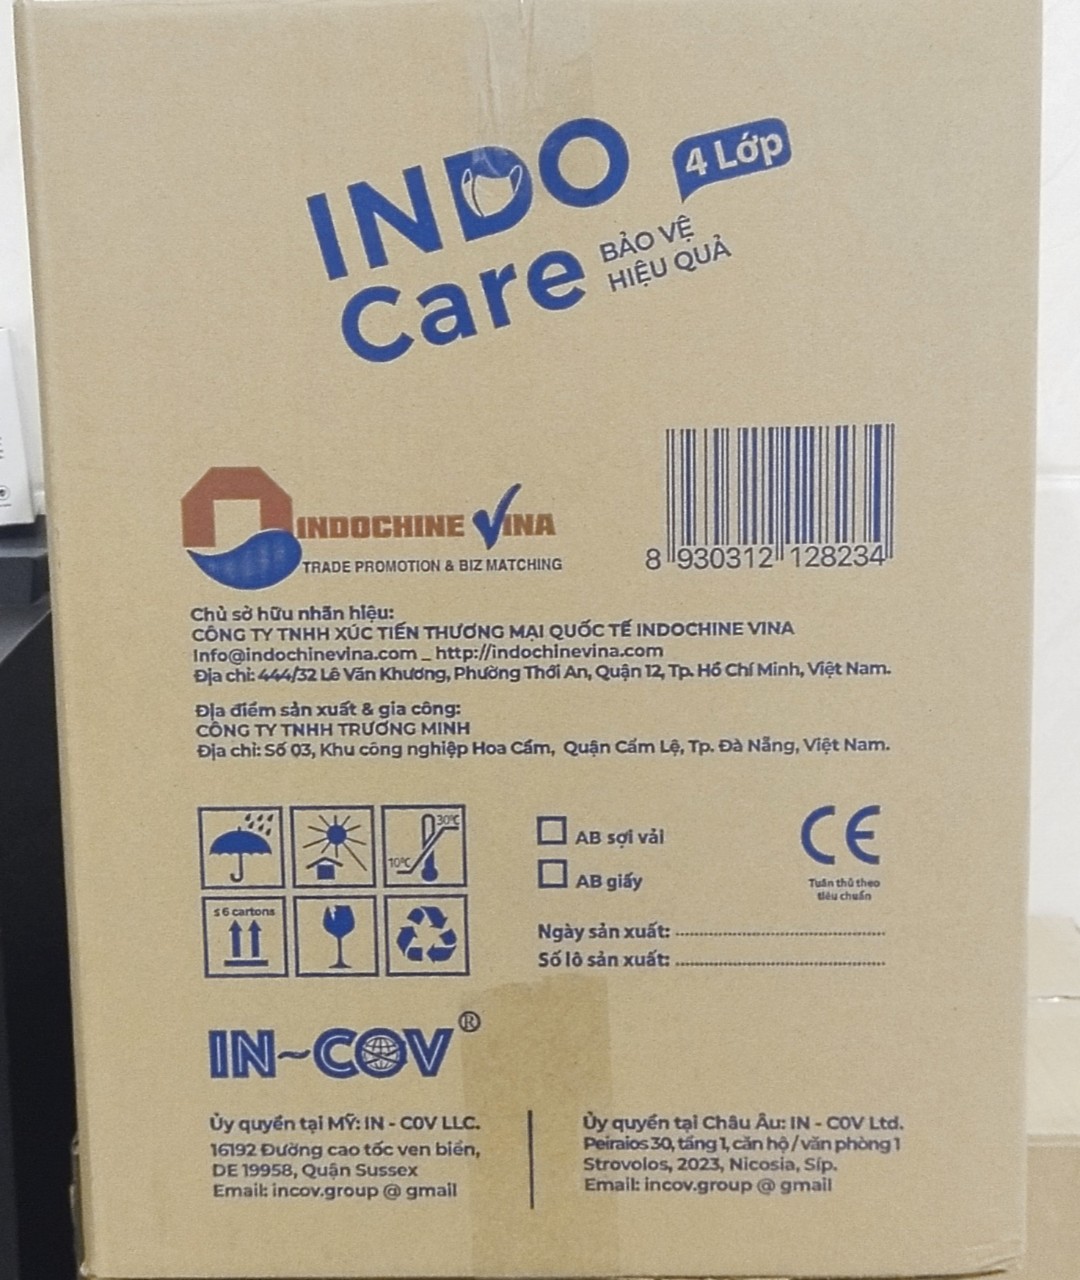 INDO
Care
4 Lớp
BẢO VỆ
HIỆU QUẢ
8 930312 128234
INDOCHINE VINA
TRADE PROMOTION & BIZ MATCHING
Chủ sở hữu nhãn hiệu:
CÔNG TY TNHH XÚC TIẾN THƯƠNG MẠI QUỐC TẾ INDOCHINE VINA
Info@indochinevina.com _ http://indochinevina.com
Địa chỉ: 444/32 Lê Văn Khương, Phường Thới An, Quận 12, Tp. Hồ Chí Minh, Việt Nam.
Địa điểm sản xuất & gia công:
CÔNG TY TNHH TRƯƠNG MINH
Địa chỉ: Số 03, Khu công nghiệp Hoa Cầm, Quận Cẩm Lệ, Tp. Đà Nẵng, Việt Nam.
30°C
10°C
≤ 6 cartons
AB sợi vải
AB giấy
CE
Tuân thủ theo
tiêu chuẩn
Ngày sản xuất: ........................................
Số lô sản xuất: ........................................
IN~COV®
Ủy quyền tại MỸ: IN - COV LLC.
16192 Đường cao tốc ven biển,
DE 19958, Quận Sussex
Email: incov.group @ gmail
Ủy quyền tại Châu Âu: IN - COV Ltd.
Peiraios 30, tầng 1, căn hộ / văn phòng 1
Strovolos, 2023, Nicosia, Síp.
Email: incov.group @ gmail